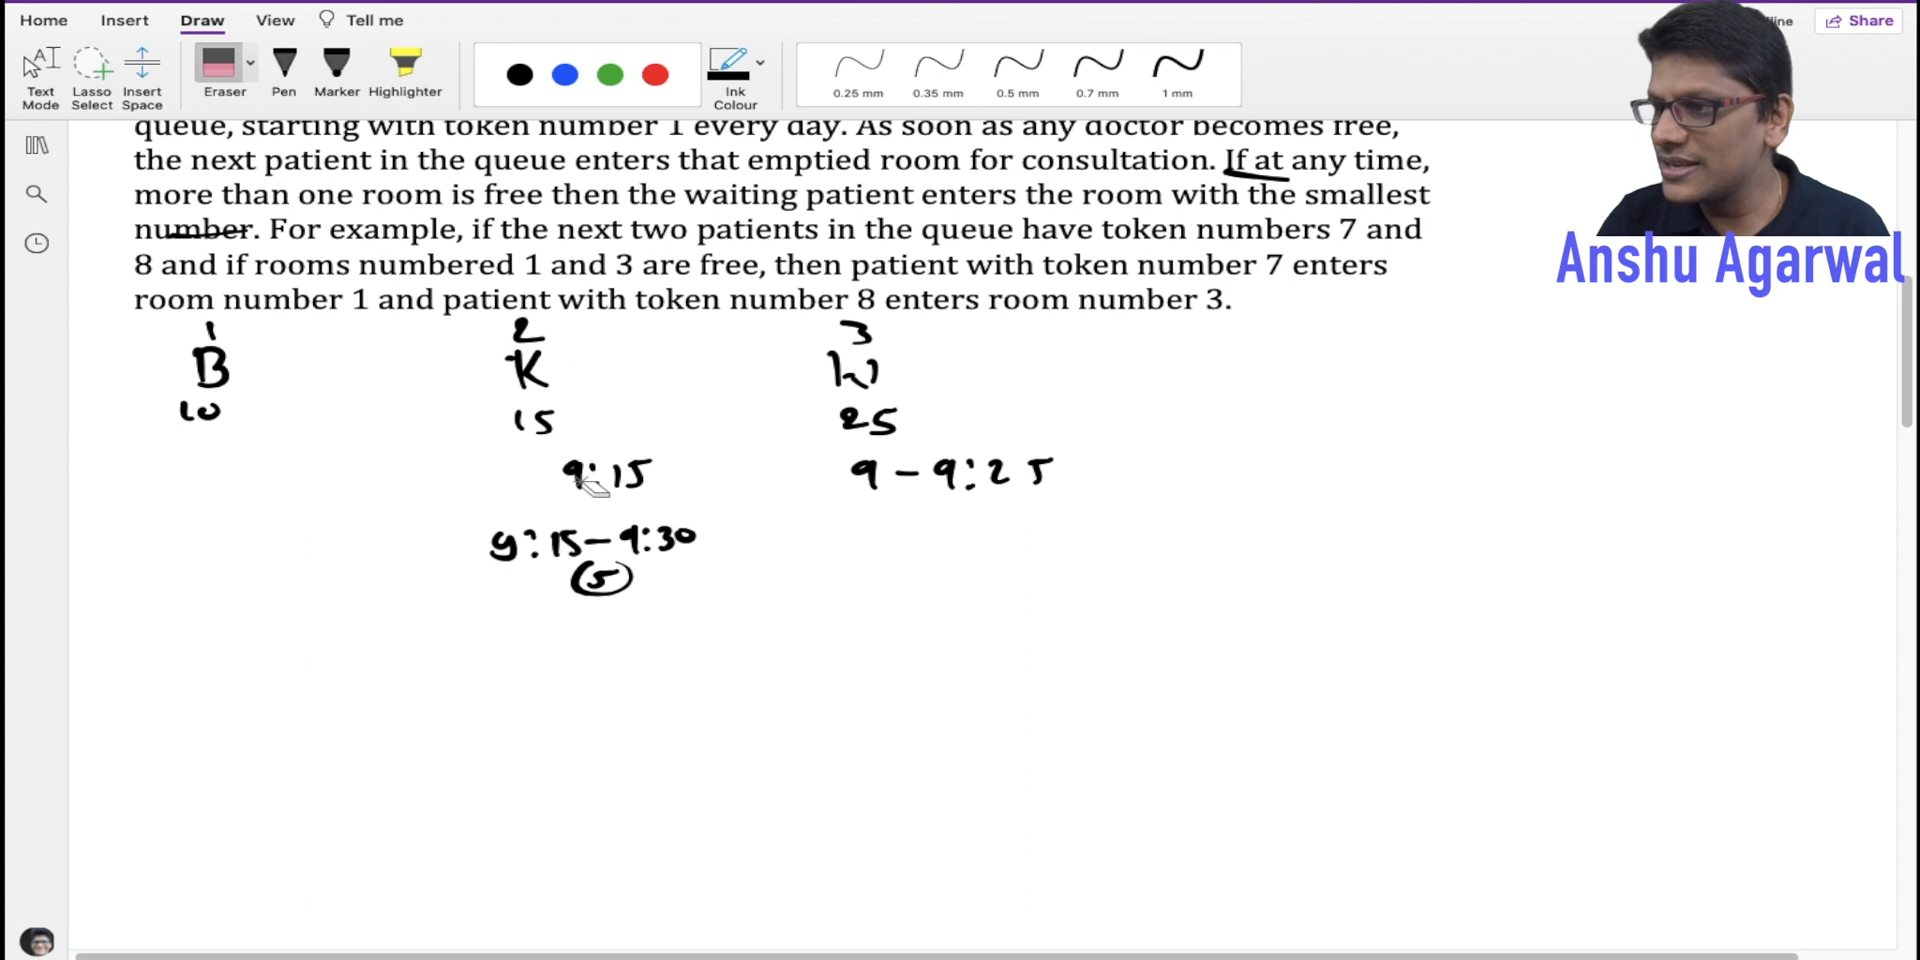 Home Insert Draw View Tell me Share
Text Mode
Lasso Select
Insert Space
Eraser
Pen
Marker
Highlighter
Ink Colour
0.25 mm 0.35 mm 0.5 mm 0.7 mm 1 mm
queue, starting with token number 1 every day. As soon as any doctor becomes free,
the next patient in the queue enters that emptied room for consultation. If at any time,
more than one room is free then the waiting patient enters the room with the smallest
number. For example, if the next two patients in the queue have token numbers 7 and
8 and if rooms numbered 1 and 3 are free, then patient with token number 7 enters
room number 1 and patient with token number 8 enters room number 3.
Anshu Agarwal
1 2 3
B K W
10 15 25
9:15 9 - 9:25
9:15 - 9:30
5